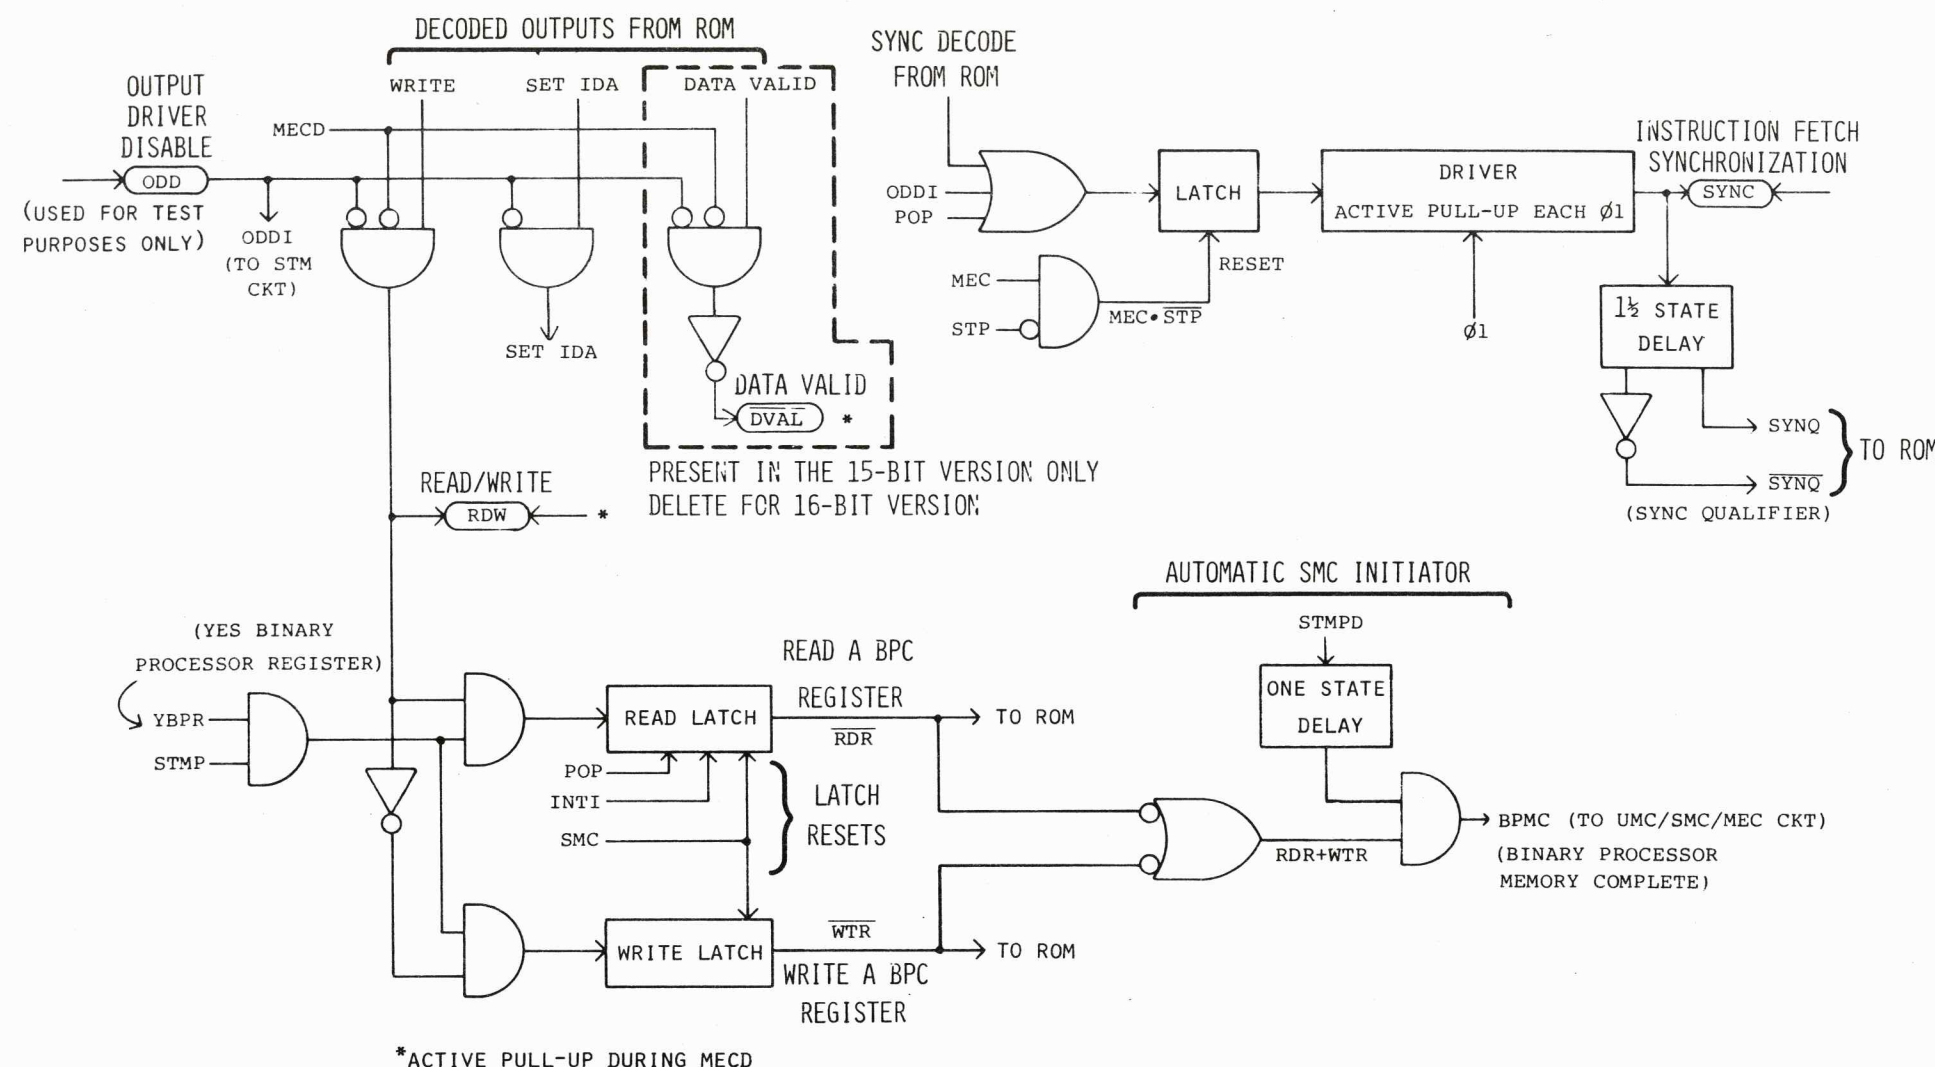 DECODED OUTPUTS FROM ROM
WRITE
SET IDA
DATA VALID
OUTPUT
DRIVER
DISABLE
MECD
ODD
(USED FOR TEST
PURPOSES ONLY)
ODDI
(TO STM
CKT)
SET IDA
DATA VALID
DVAL
*
PRESENT IN THE 15-BIT VERSION ONLY
DELETE FOR 16-BIT VERSION
SYNC DECODE
FROM ROM
ODDI
POP
LATCH
DRIVER
ACTIVE PULL-UP EACH Ø1
INSTRUCTION FETCH
SYNCHRONIZATION
SYNC
MEC
STP
MEC•STP
RESET
Ø1
1½ STATE
DELAY
SYNQ
SYNQ
TO ROM
(SYNC QUALIFIER)
READ/WRITE
RDW
*
(YES BINARY
PROCESSOR REGISTER)
YBPR
STMP
READ LATCH
READ A BPC
REGISTER
RDR
TO ROM
POP
INTI
SMC
LATCH
RESETS
WRITE LATCH
WTR
WRITE A BPC
REGISTER
TO ROM
AUTOMATIC SMC INITIATOR
STMPD
ONE STATE
DELAY
RDR+WTR
BPMC (TO UMC/SMC/MEC CKT)
(BINARY PROCESSOR
MEMORY COMPLETE)
*ACTIVE PULL-UP DURING MECD